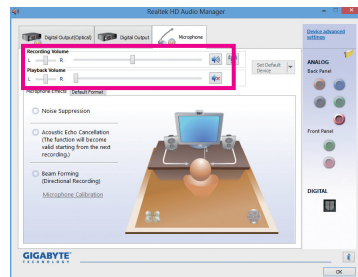 Realtek HD Audio Manager
Device advanced
settings
Digital Output(Optical)
Digital Output
Microphone
Recording Volume
L
R
Set Default
Device
Playback Volume
L
R
Microphone Effects
Default Format
Noise Suppression
Acoustic Echo Cancellation
(The function will become
valid starting from the next
recording.)
Beam Forming
(Directional Recording)
Microphone Calibration
ANALOG
Back Panel
Front Panel
DIGITAL
GIGABYTE™
TECHNOLOGY
OK